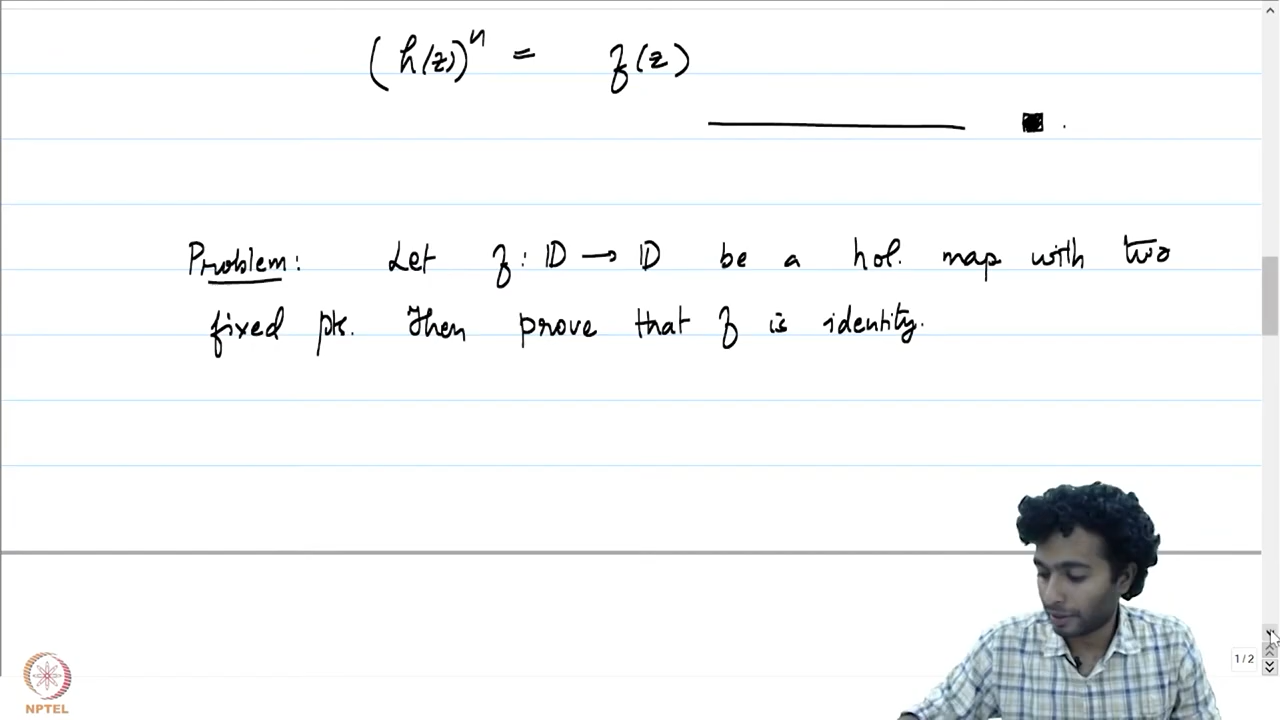 (h(z))^n = f(z)
Problem: Let f: 𝔻 → 𝔻 be a hol. map with two
fixed pts. Then prove that f is identity.
1 / 2
NPTEL